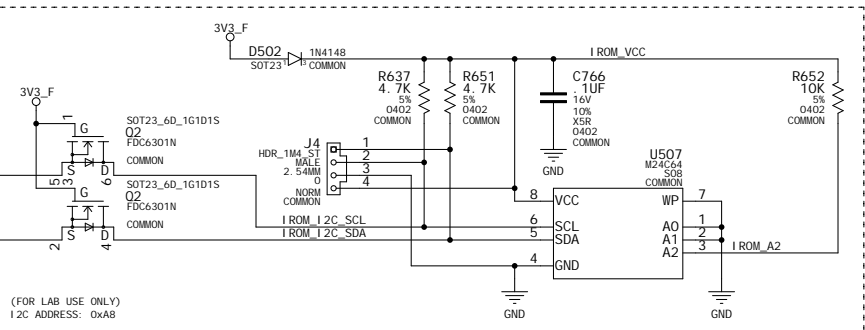 3V3_F
D502
1N4148
SOT23
1
3
COMMON
IROM_VCC
R637
4.7K
5%
0402
COMMON
R651
4.7K
5%
0402
COMMON
C766
.1UF
16V
10%
X5R
0402
COMMON
GND
R652
10K
5%
0402
COMMON
3V3_F
1
G
S
D
5
6
SOT23_6D_1G1D1S
Q2
FDC6301N
COMMON
3
G
S
D
2
4
SOT23_6D_1G1D1S
Q2
FDC6301N
COMMON
J4
HDR_1M4_ST
MALE
2.54MM
0
NORM
COMMON
1
2
3
4
IROM_I2C_SCL
IROM_I2C_SDA
U507
M24C64
SO8
COMMON
8
VCC
WP
7
6
SCL
A0
1
5
SDA
A1
2
A2
3
IROM_A2
4
GND
GND
GND
(FOR LAB USE ONLY)
I2C ADDRESS: 0xA8